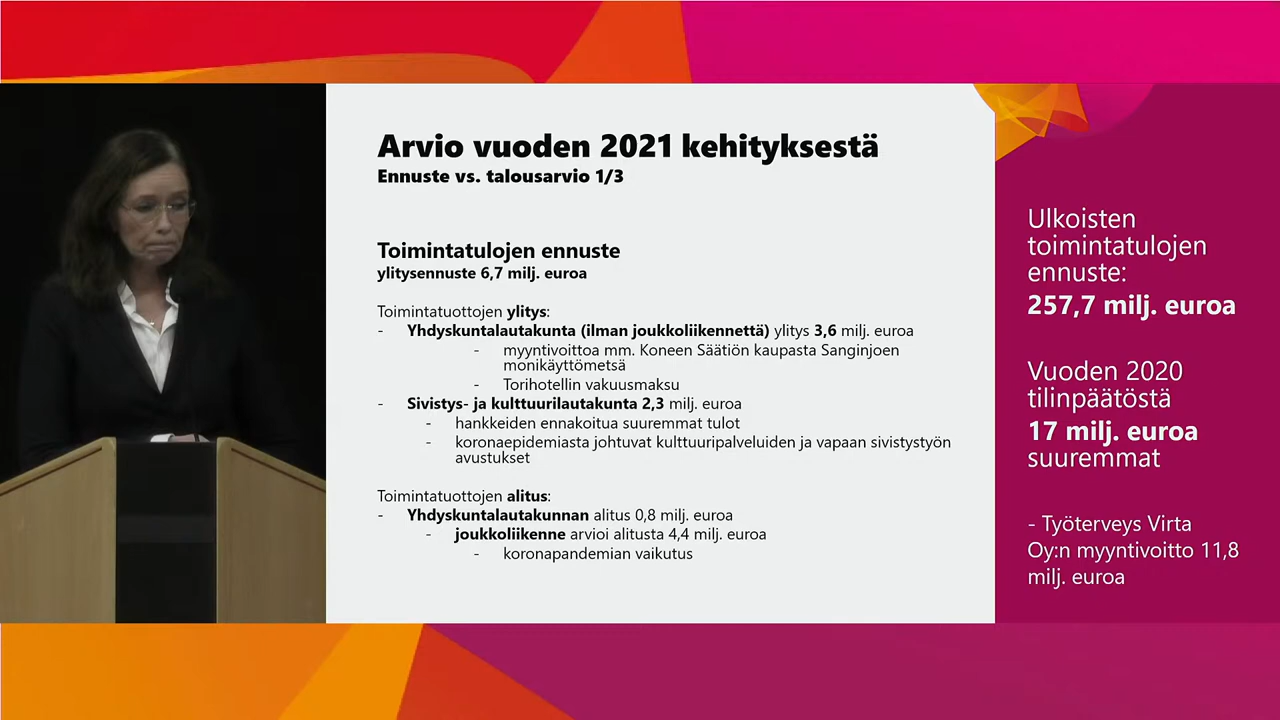 Arvio vuoden 2021 kehityksestä
Ennuste vs. talousarvio 1/3
Toimintatulojen ennuste
ylitysennuste 6,7 milj. euroa
Toimintatuottojen ylitys:
- Yhdyskuntalautakunta (ilman joukkoliikennettä) ylitys 3,6 milj. euroa
- myyntivoittoa mm. Koneen Säätiön kaupasta Sanginjoen
monikäyttömetsä
- Torihotellin vakuusmaksu
- Sivistys- ja kulttuurilautakunta 2,3 milj. euroa
- hankkeiden ennakoitua suuremmat tulot
- koronaepidemiasta johtuvat kulttuuripalveluiden ja vapaan sivistystyön
avustukset
Toimintatuottojen alitus:
- Yhdyskuntalautakunnan alitus 0,8 milj. euroa
- joukkoliikenne arvioi alitusta 4,4 milj. euroa
- koronapandemian vaikutus
Ulkoisten
toimintatulojen
ennuste:
257,7 milj. euroa
Vuoden 2020
tilinpäätöstä
17 milj. euroa
suuremmat
- Työterveys Virta
Oy:n myyntivoitto 11,8
milj. euroa